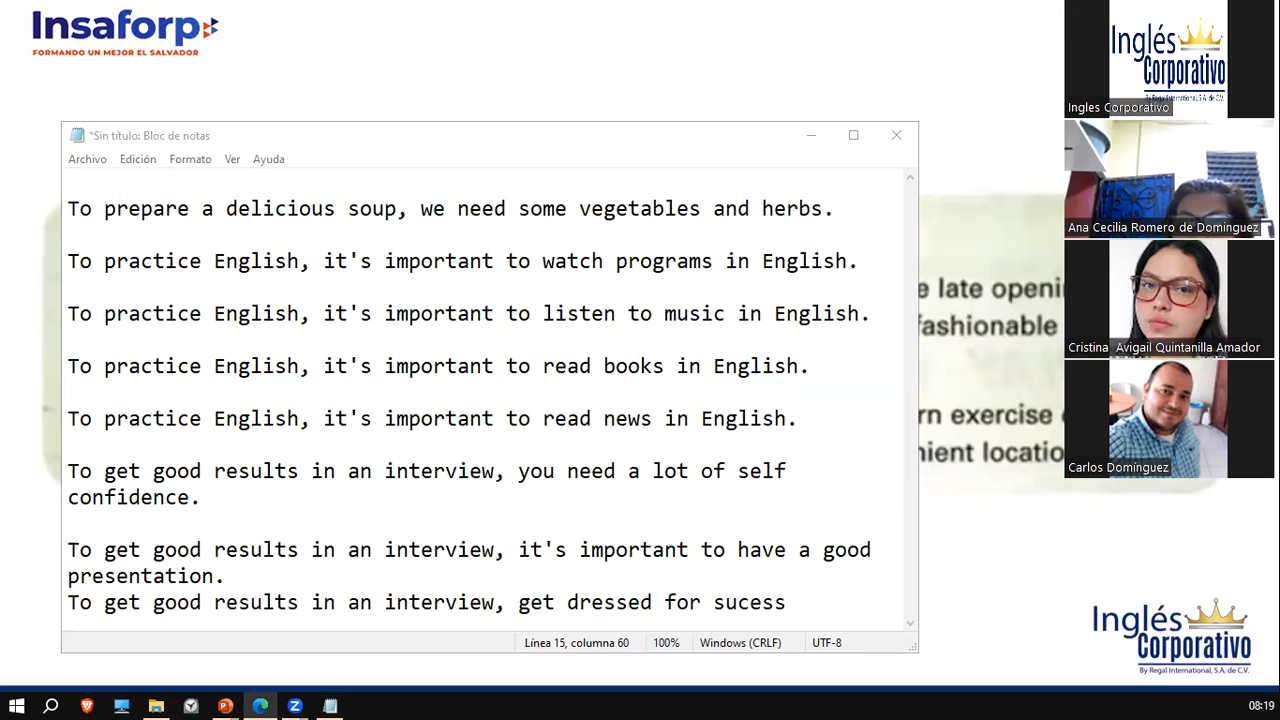 Insaforp
FORMANDO UN MEJOR EL SALVADOR
*Sin título: Bloc de notas
Archivo Edición Formato Ver Ayuda
To prepare a delicious soup, we need some vegetables and herbs.
To practice English, it's important to watch programs in English.
To practice English, it's important to listen to music in English.
To practice English, it's important to read books in English.
To practice English, it's important to read news in English.
To get good results in an interview, you need a lot of self
confidence.
To get good results in an interview, it's important to have a good
presentation.
To get good results in an interview, get dressed for sucess
Línea 15, columna 60 100% Windows (CRLF) UTF-8
late openi
fashionable
exercise
locatio
Inglés
Corporativo
By Regal International, S.A. de C.V.
Ingles Corporativo
Ana Cecilia Romero de Dominguez
Cristina Avigail Quintanilla Amador
Carlos Domínguez
Inglés
Corporativo
By Regal International, S.A. de C.V.
08:19